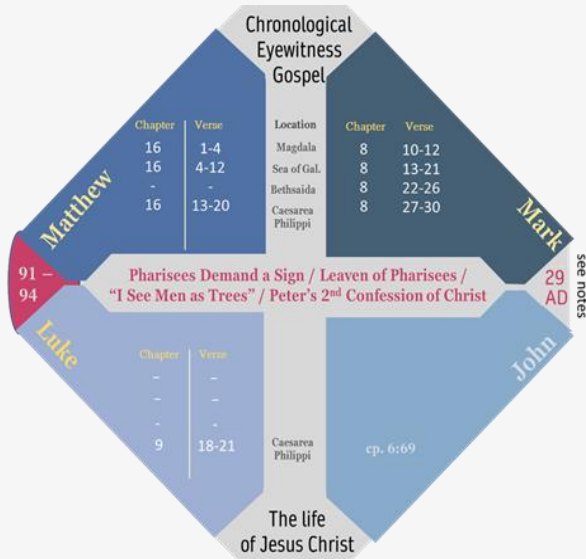 Chronological
Eyewitness
Gospel
Matthew
Chapter Verse
16 1-4
16 4-12
- -
16 13-20
Location
Magdala
Sea of Gal.
Bethsaida
Caesarea
Philippi
Mark
Chapter Verse
8 10-12
8 13-21
8 22-26
8 27-30
91 –
94
Pharisees Demand a Sign / Leaven of Pharisees /
“I See Men as Trees” / Peter’s 2nd Confession of Christ
29
AD
see notes
Luke
Chapter Verse
– –
– –
- -
9 18-21
Caesarea
Philippi
John
cp. 6:69
The life
of Jesus Christ